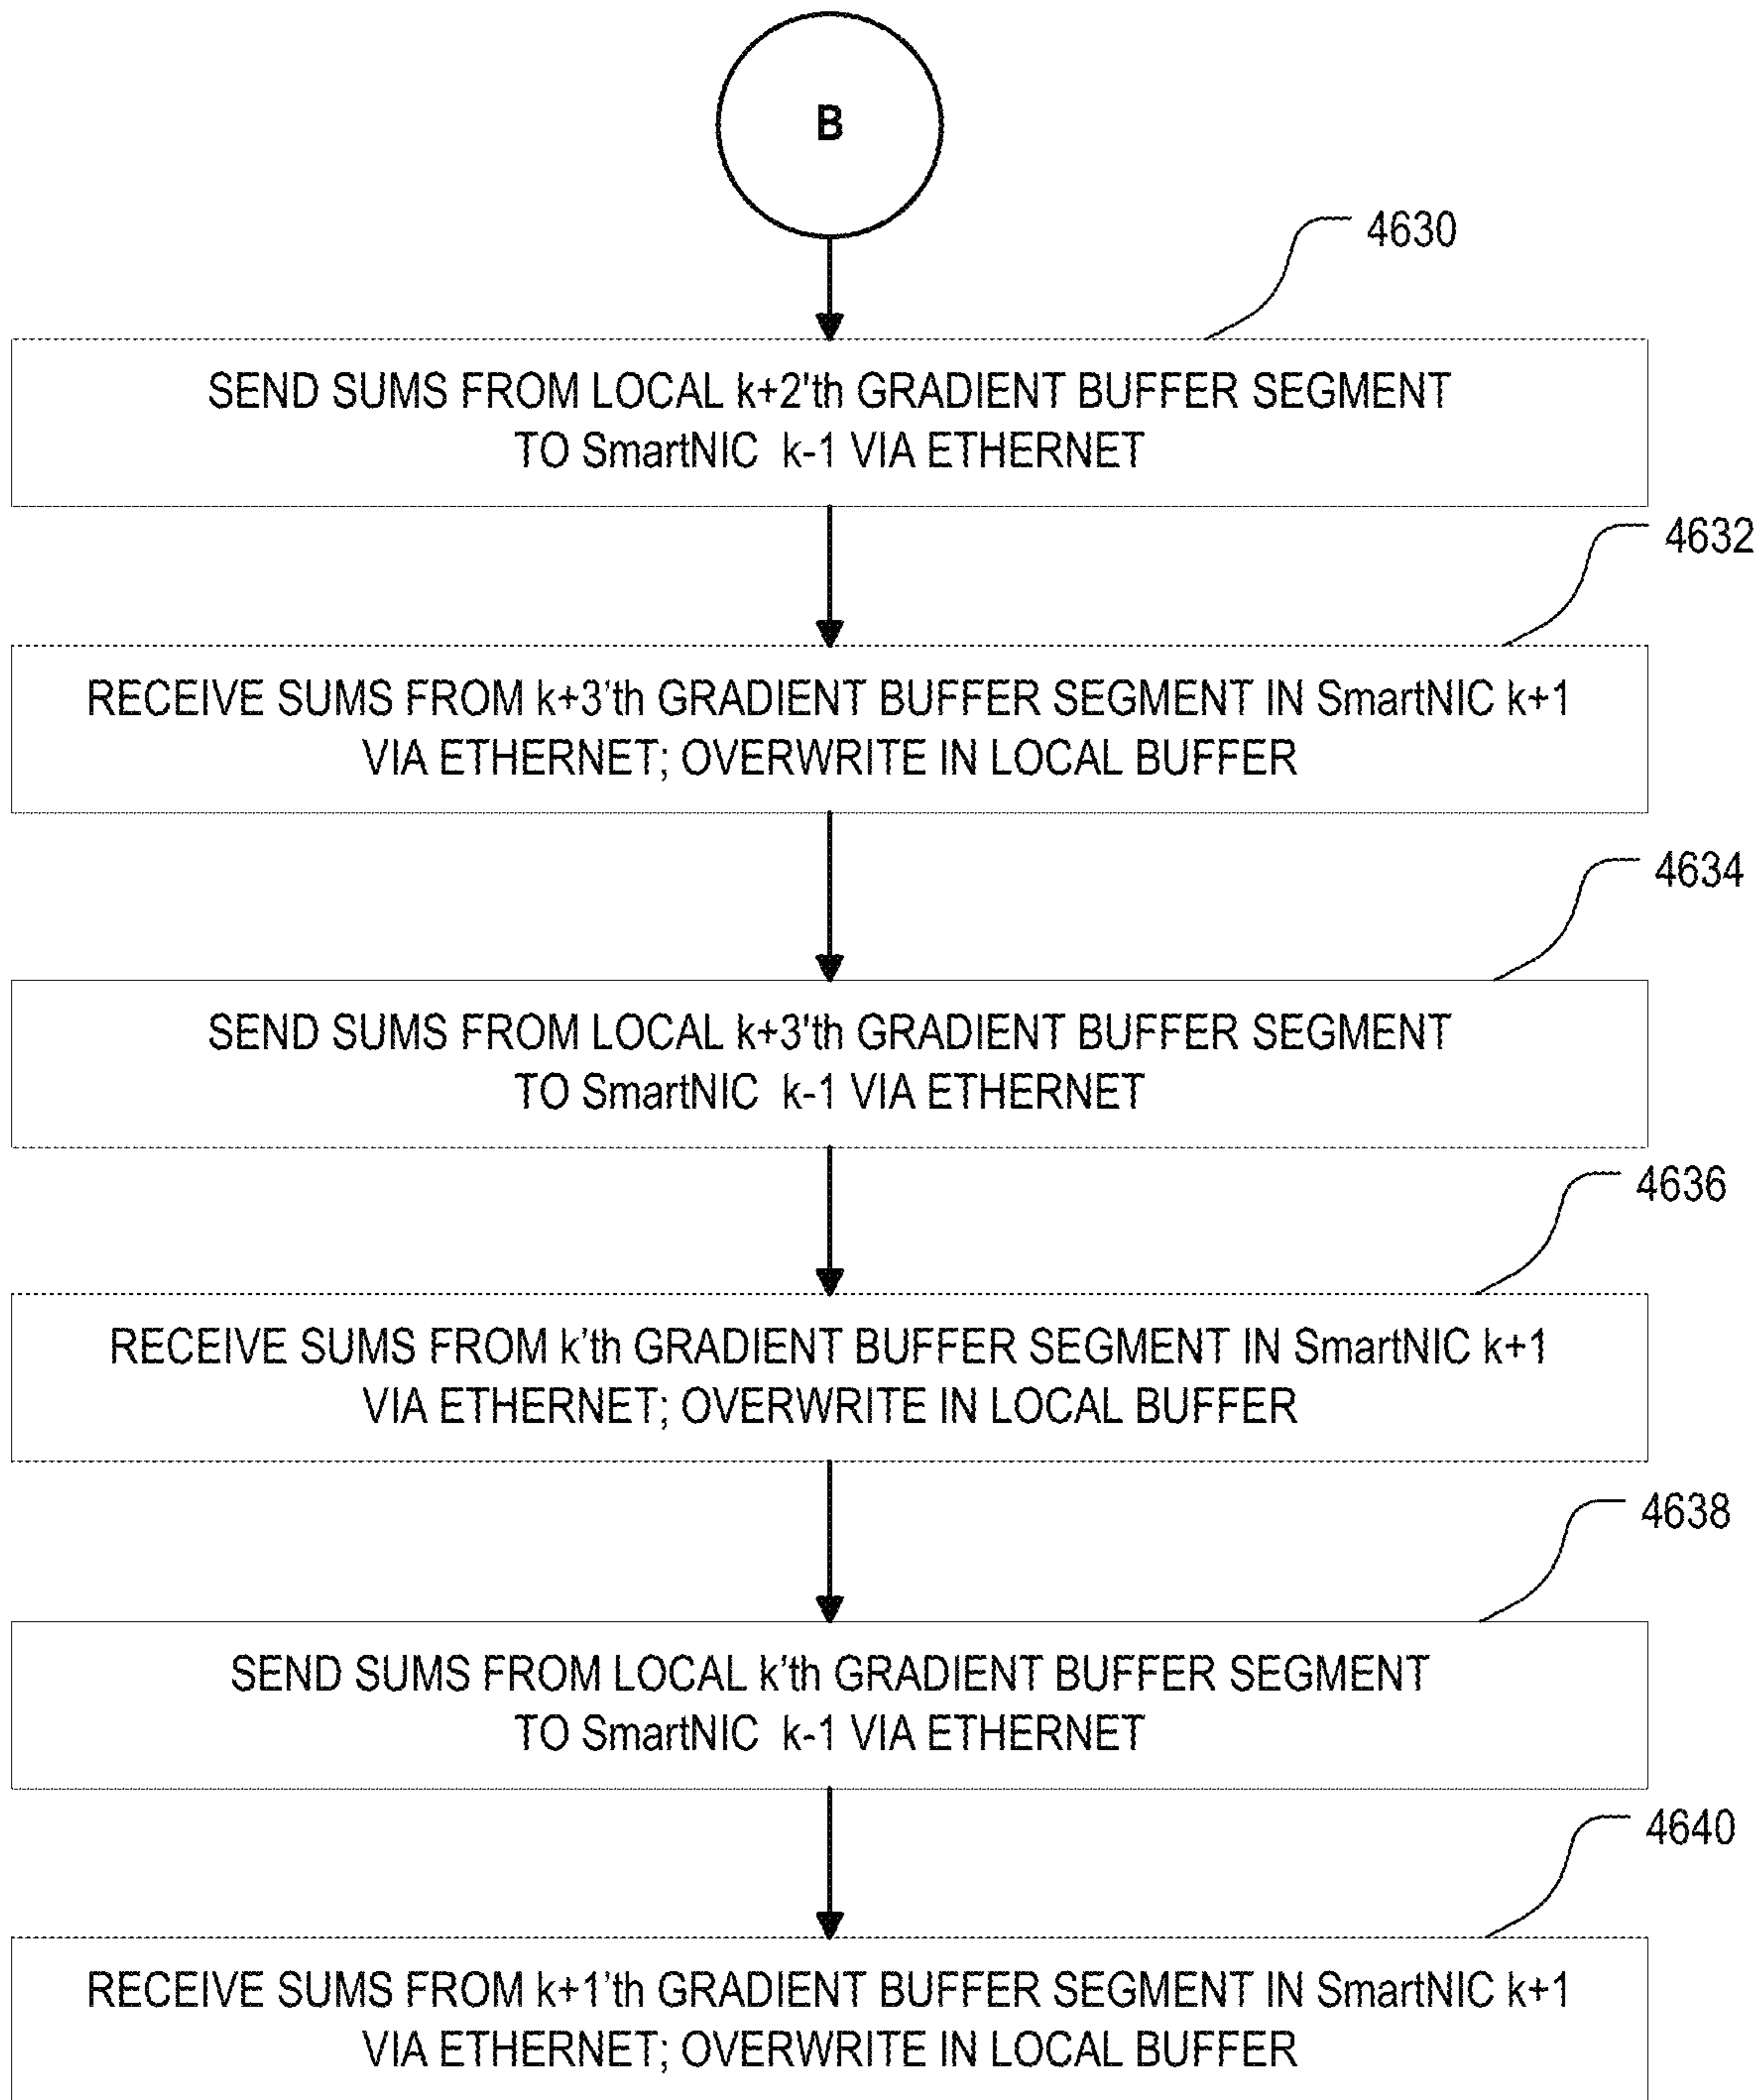 B
4630
SEND SUMS FROM LOCAL k+2'th GRADIENT BUFFER SEGMENT
TO SmartNIC k-1 VIA ETHERNET
4632
RECEIVE SUMS FROM k+3'th GRADIENT BUFFER SEGMENT IN SmartNIC k+1
VIA ETHERNET; OVERWRITE IN LOCAL BUFFER
4634
SEND SUMS FROM LOCAL k+3'th GRADIENT BUFFER SEGMENT
TO SmartNIC k-1 VIA ETHERNET
4636
RECEIVE SUMS FROM k'th GRADIENT BUFFER SEGMENT IN SmartNIC k+1
VIA ETHERNET; OVERWRITE IN LOCAL BUFFER
4638
SEND SUMS FROM LOCAL k'th GRADIENT BUFFER SEGMENT
TO SmartNIC k-1 VIA ETHERNET
4640
RECEIVE SUMS FROM k+1'th GRADIENT BUFFER SEGMENT IN SmartNIC k+1
VIA ETHERNET; OVERWRITE IN LOCAL BUFFER